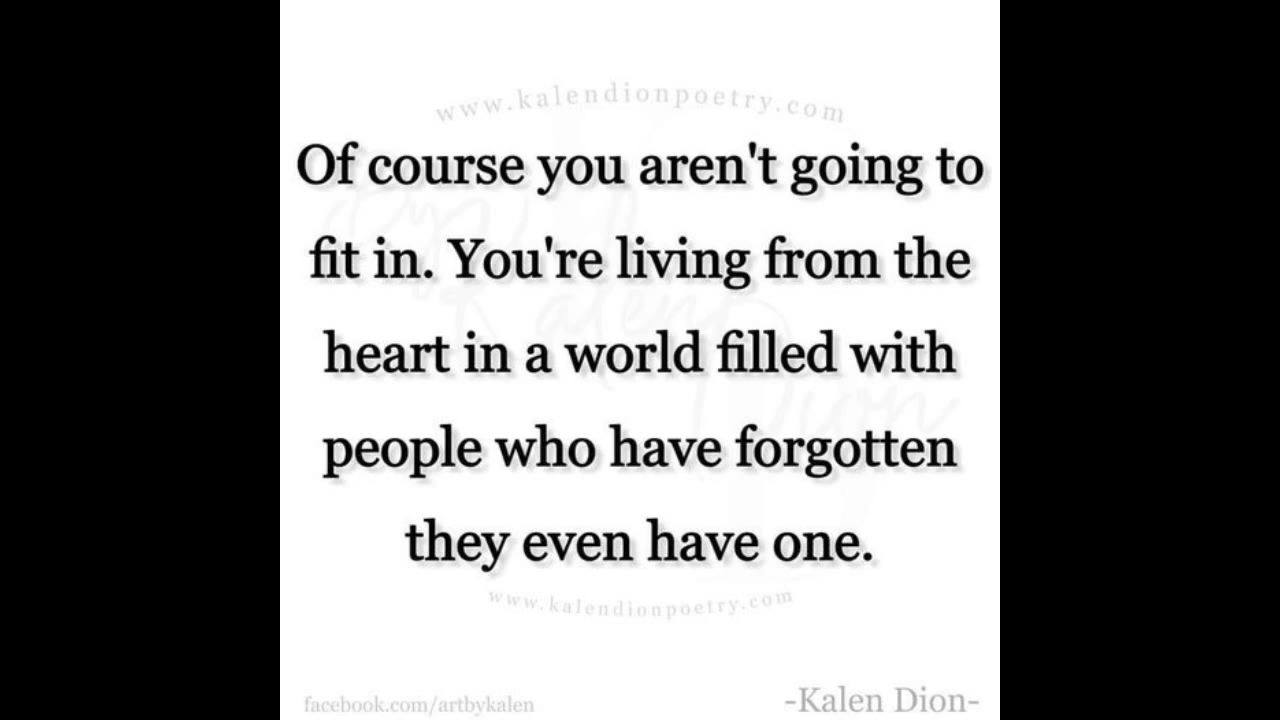 www.kalendionpoetry.com
Of course you aren't going to
fit in. You're living from the
heart in a world filled with
people who have forgotten
they even have one.
www.kalendionpoetry.com
facebook.com/artbykalen
-Kalen Dion-